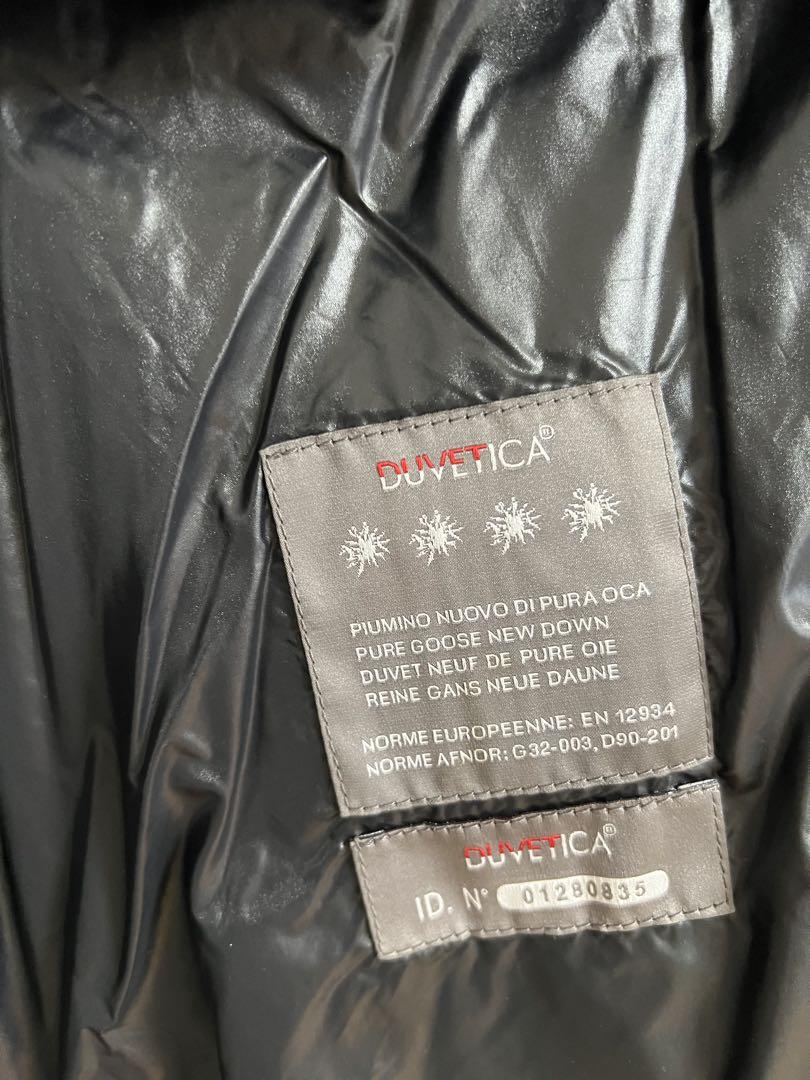 DUVETICA®
PIUMINO NUOVO DI PURA OCA
PURE GOOSE NEW DOWN
DUVET NEUF DE PURE OIE
REINE GANS NEUE DAUNE
NORME EUROPEENNE: EN 12934
NORME AFNOR: G32-003, D90-201
DUVETICA®
ID. N° 01280835